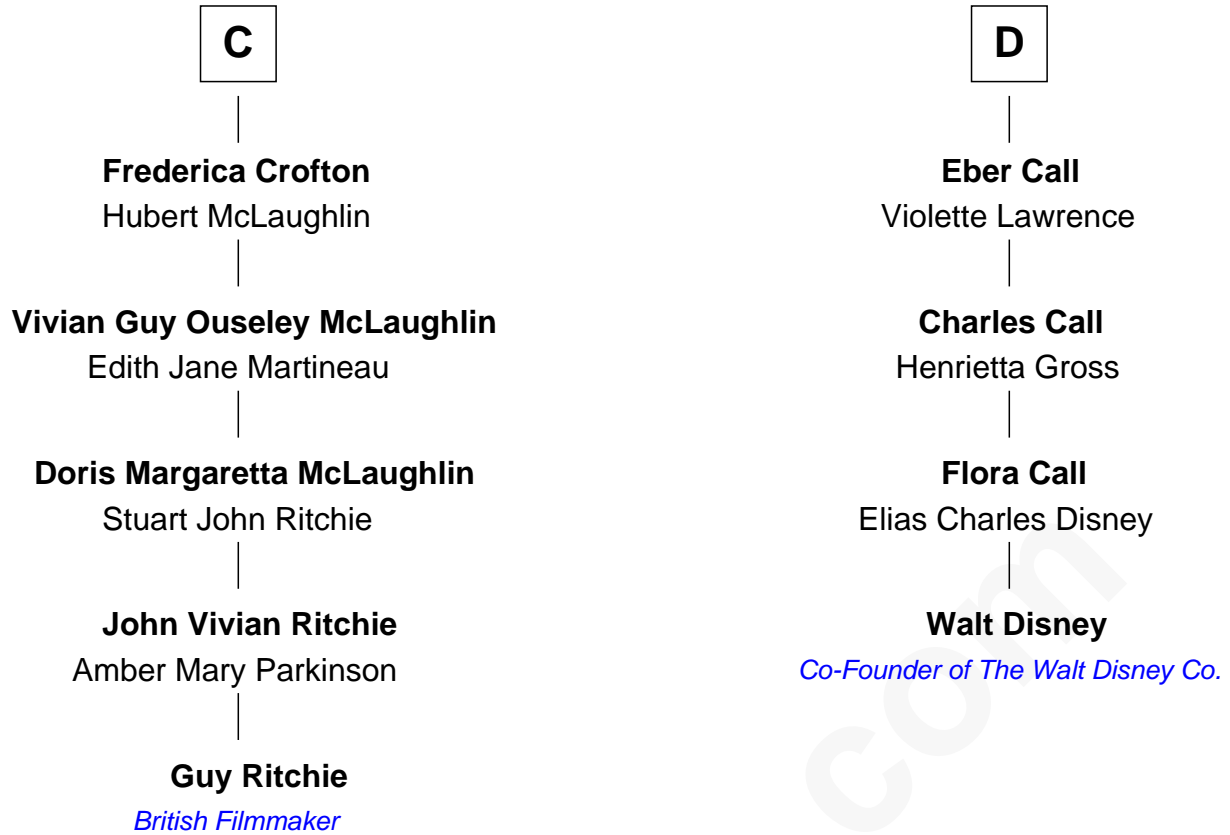 C
Frederica Crofton
Hubert McLaughlin
Vivian Guy Ouseley McLaughlin
Edith Jane Martineau
Doris Margaretta McLaughlin
Stuart John Ritchie
John Vivian Ritchie
Amber Mary Parkinson
Guy Ritchie
British Filmmaker
D
Eber Call
Violette Lawrence
Charles Call
Henrietta Gross
Flora Call
Elias Charles Disney
Walt Disney
Co-Founder of The Walt Disney Co.
com